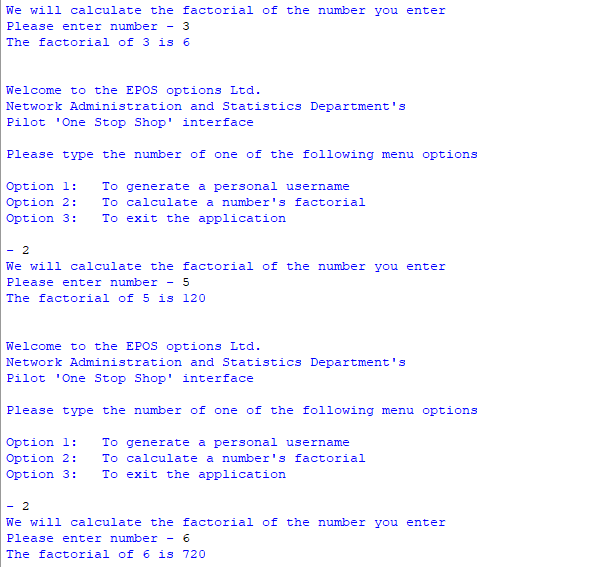 We will calculate the factorial of the number you enter
Please enter number - 3
The factorial of 3 is 6
Welcome to the EPOS options Ltd.
Network Administration and Statistics Department's
Pilot 'One Stop Shop' interface
Please type the number of one of the following menu options
Option 1:   To generate a personal username
Option 2:   To calculate a number's factorial
Option 3:   To exit the application
- 2
We will calculate the factorial of the number you enter
Please enter number - 5
The factorial of 5 is 120
Welcome to the EPOS options Ltd.
Network Administration and Statistics Department's
Pilot 'One Stop Shop' interface
Please type the number of one of the following menu options
Option 1:   To generate a personal username
Option 2:   To calculate a number's factorial
Option 3:   To exit the application
- 2
We will calculate the factorial of the number you enter
Please enter number - 6
The factorial of 6 is 720